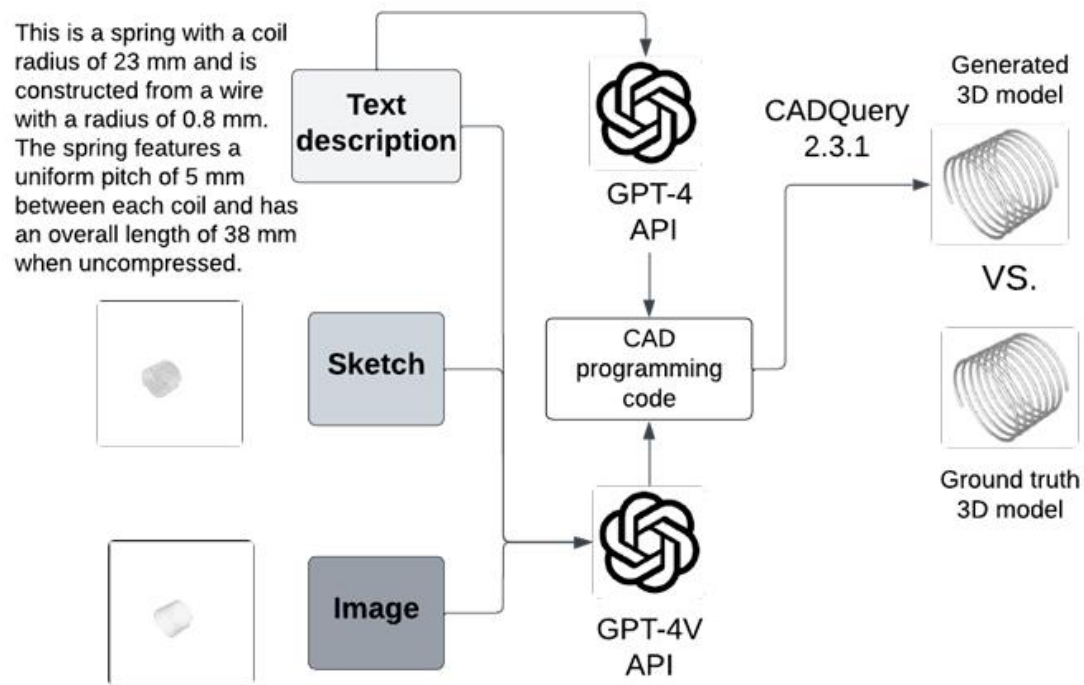 This is a spring with a coil
radius of 23 mm and is
constructed from a wire
with a radius of 0.8 mm.
The spring features a
uniform pitch of 5 mm
between each coil and has
an overall length of 38 mm
when uncompressed.
Text
description
Sketch
Image
GPT-4
API
CAD
programming
code
GPT-4V
API
CADQuery
2.3.1
Generated
3D model
VS.
Ground truth
3D model